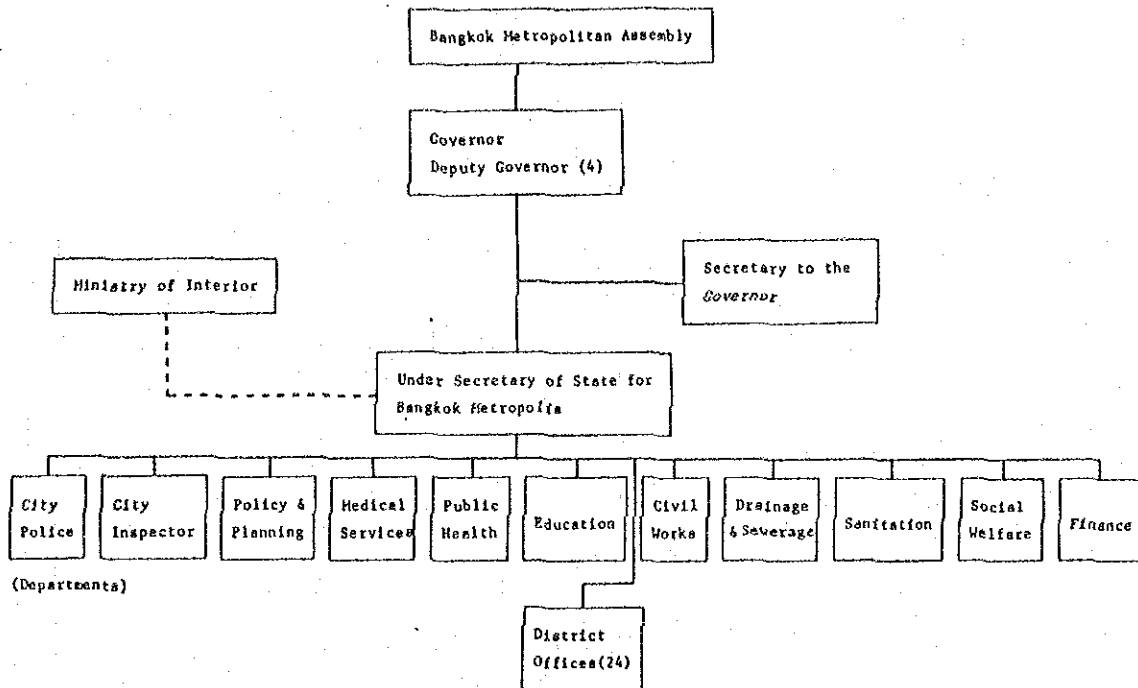 Bangkok Metropolitan Assembly
Governor
Deputy Governor (4)
Ministry of Interior
Secretary to the
Governor
Under Secretary of State for
Bangkok Metropolis
City
Police
City
Inspector
Policy &
Planning
Medical
Services
Public
Health
Education
Civil
Works
Drainage
& Sewerage
Sanitation
Social
Welfare
Finance
(Departments)
District
Offices(24)